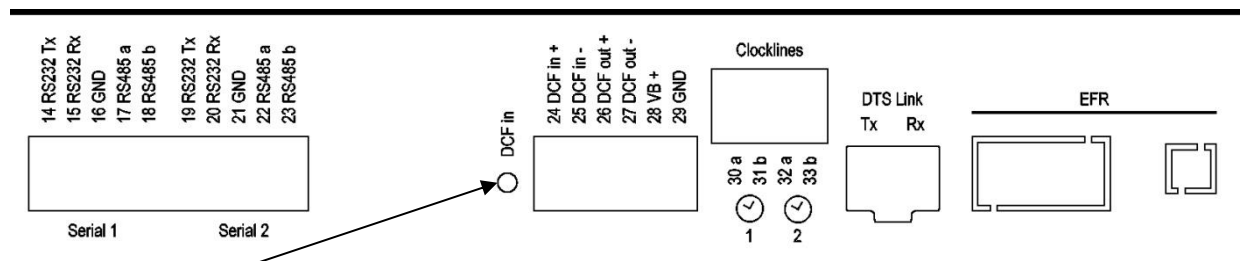 14 RS232 Tx
15 RS232 Rx
16 GND
17 RS485 a
18 RS485 b
19 RS232 Tx
20 RS232 Rx
21 GND
22 RS485 a
23 RS485 b
Serial 1
Serial 2
DCF in
24 DCF in +
25 DCF in -
26 DCF out +
27 DCF out -
28 VB +
29 GND
Clocklines
30 a
31 b
32 a
33 b
1
2
DTS Link
Tx Rx
EFR